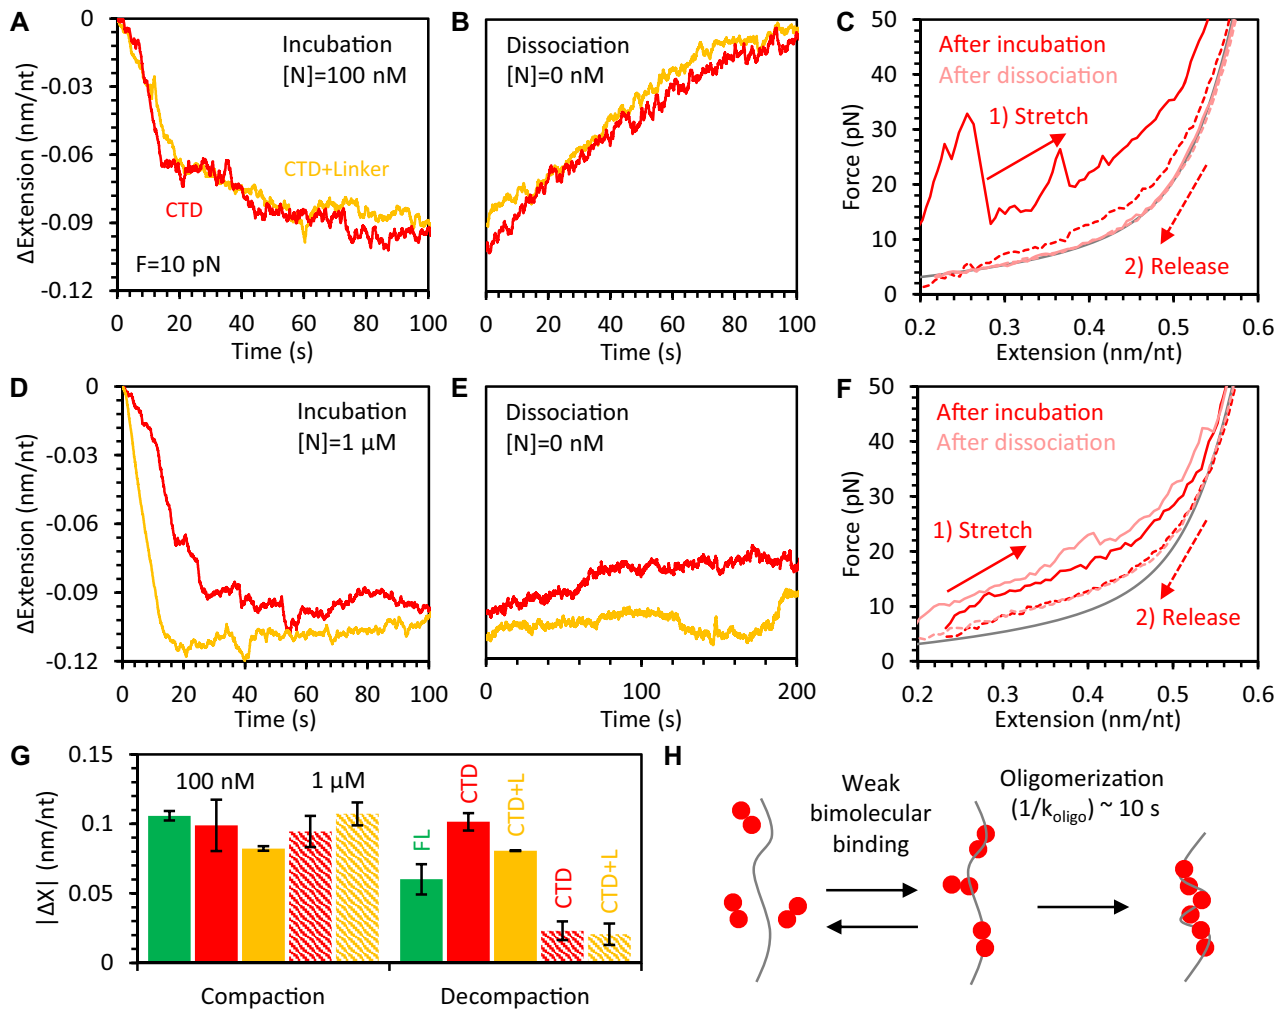 A
Incubation
[N]=100 nM
CTD+Linker
CTD
F=10 pN
ΔExtension (nm/nt)
0
-0.03
-0.06
-0.09
-0.12
0 20 40 60 80 100
Time (s)
B
Dissociation
[N]=0 nM
0 20 40 60 80 100
Time (s)
C
After incubation
After dissociation
1) Stretch
2) Release
Force (pN)
50
40
30
20
10
0
0.2 0.3 0.4 0.5 0.6
Extension (nm/nt)
D
Incubation
[N]=1 µM
ΔExtension (nm/nt)
0
-0.03
-0.06
-0.09
-0.12
0 20 40 60 80 100
Time (s)
E
Dissociation
[N]=0 nM
0 100 200
Time (s)
F
After incubation
After dissociation
1) Stretch
2) Release
Force (pN)
50
40
30
20
10
0
0.2 0.3 0.4 0.5 0.6
Extension (nm/nt)
G
|ΔX| (nm/nt)
0.15
0.1
0.05
0
100 nM 1 µM
FL
CTD
CTD+L
CTD
CTD+L
Compaction Decompaction
H
Weak
bimolecular
binding
Oligomerization
(1/k_oligo) ~ 10 s